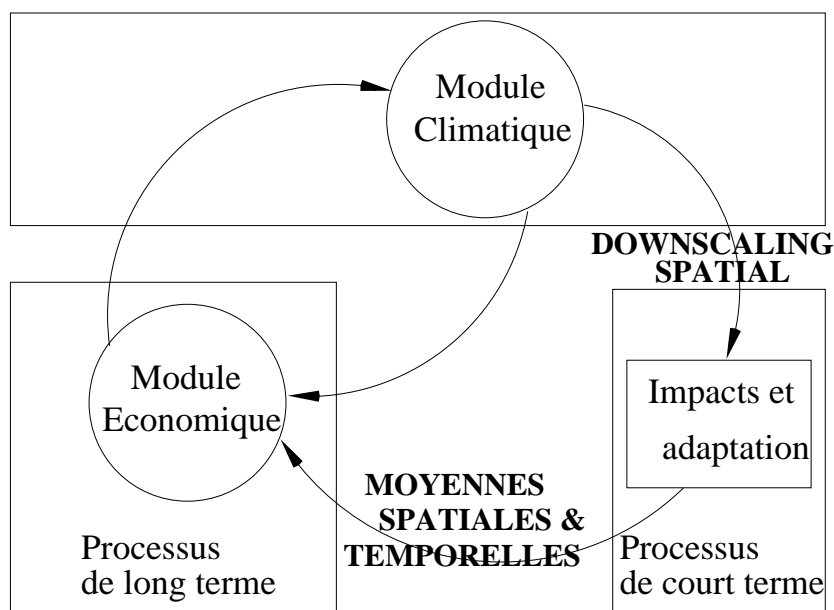 Module
Climatique
DOWNSCALING
SPATIAL
Module
Economique
Impacts et
adaptation
MOYENNES
SPATIALES &
TEMPORELLES
Processus
de long terme
Processus
de court terme